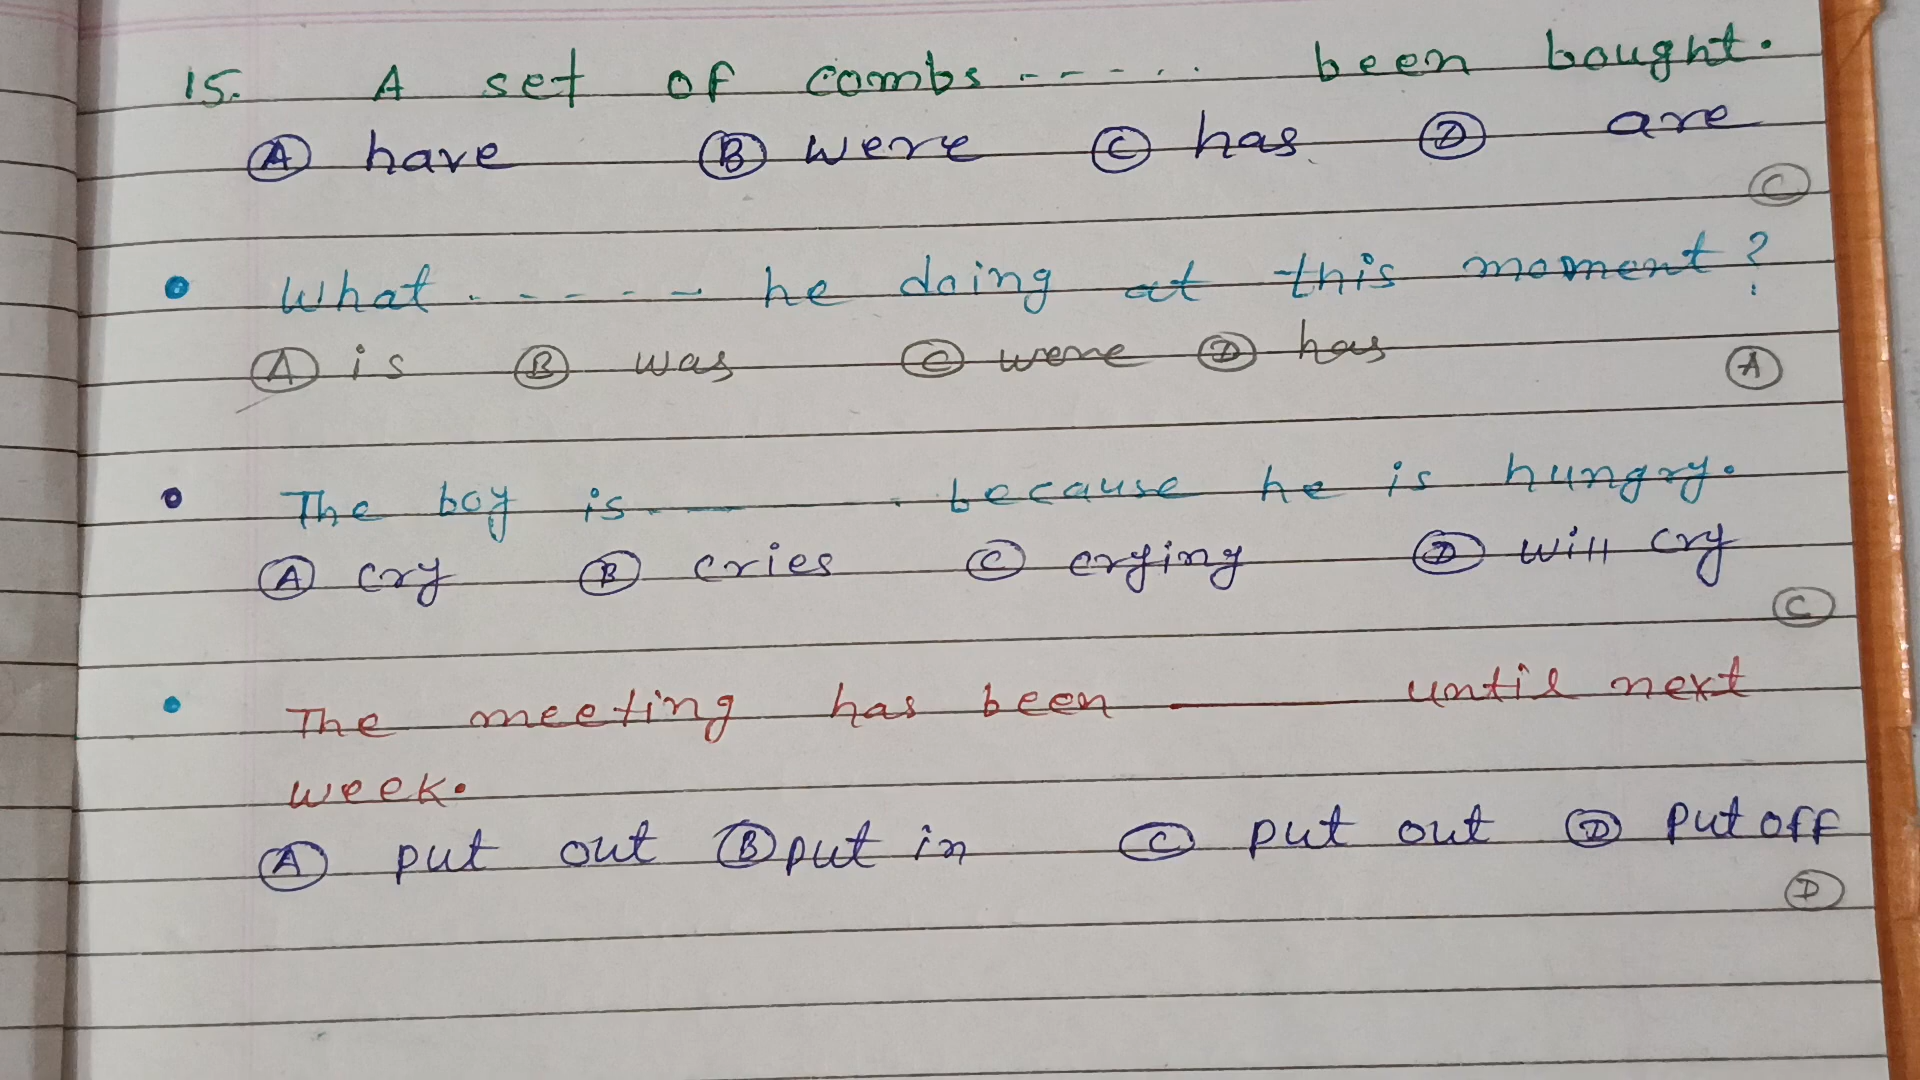 15. A set of combs ...... been bought.
Ⓐ have Ⓑ were Ⓒ has Ⓓ are
Ⓒ
• What ...... he doing at this moment?
Ⓐ is Ⓑ was Ⓒ were Ⓓ has
Ⓐ
• The boy is ------ because he is hungry.
Ⓐ cry Ⓑ cries Ⓒ crying Ⓓ will cry
Ⓒ
• The meeting has been ------ until next
week.
Ⓐ put out Ⓑ put in Ⓒ put out Ⓓ put off
Ⓓ